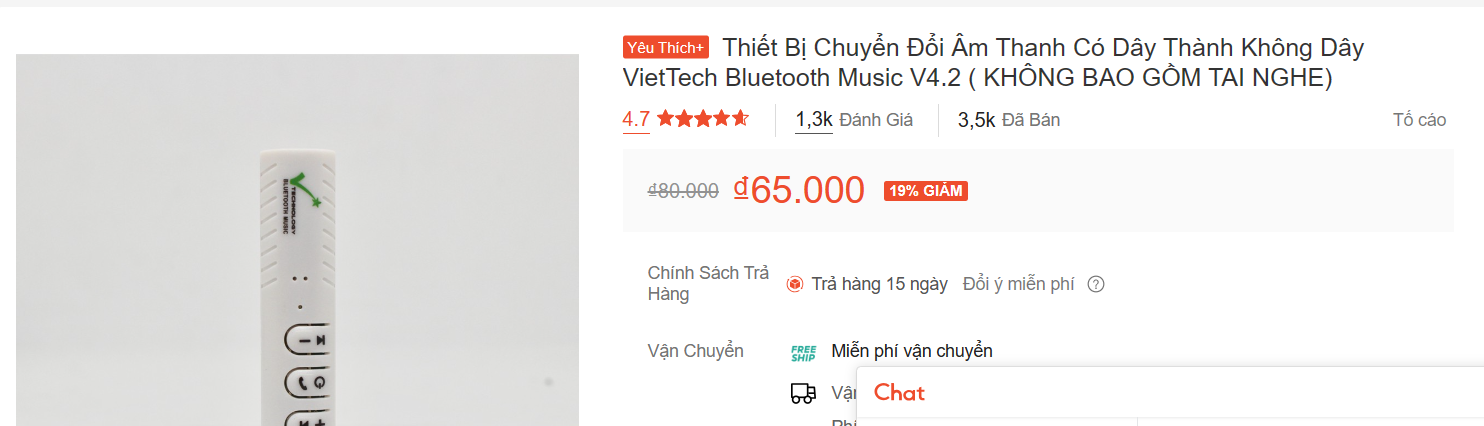 Yêu Thích+ Thiết Bị Chuyển Đổi Âm Thanh Có Dây Thành Không Dây
VietTech Bluetooth Music V4.2 ( KHÔNG BAO GỒM TAI NGHE)
4.7 1,3k Đánh Giá 3,5k Đã Bán Tố cáo
₫80.000 ₫65.000 19% GIẢM
Chính Sách Trả
Hàng
Trả hàng 15 ngày Đổi ý miễn phí ?
Vận Chuyển FREE SHIP Miễn phí vận chuyển
Chat
TECHNOLOGY
BLUETOOTH MUSIC